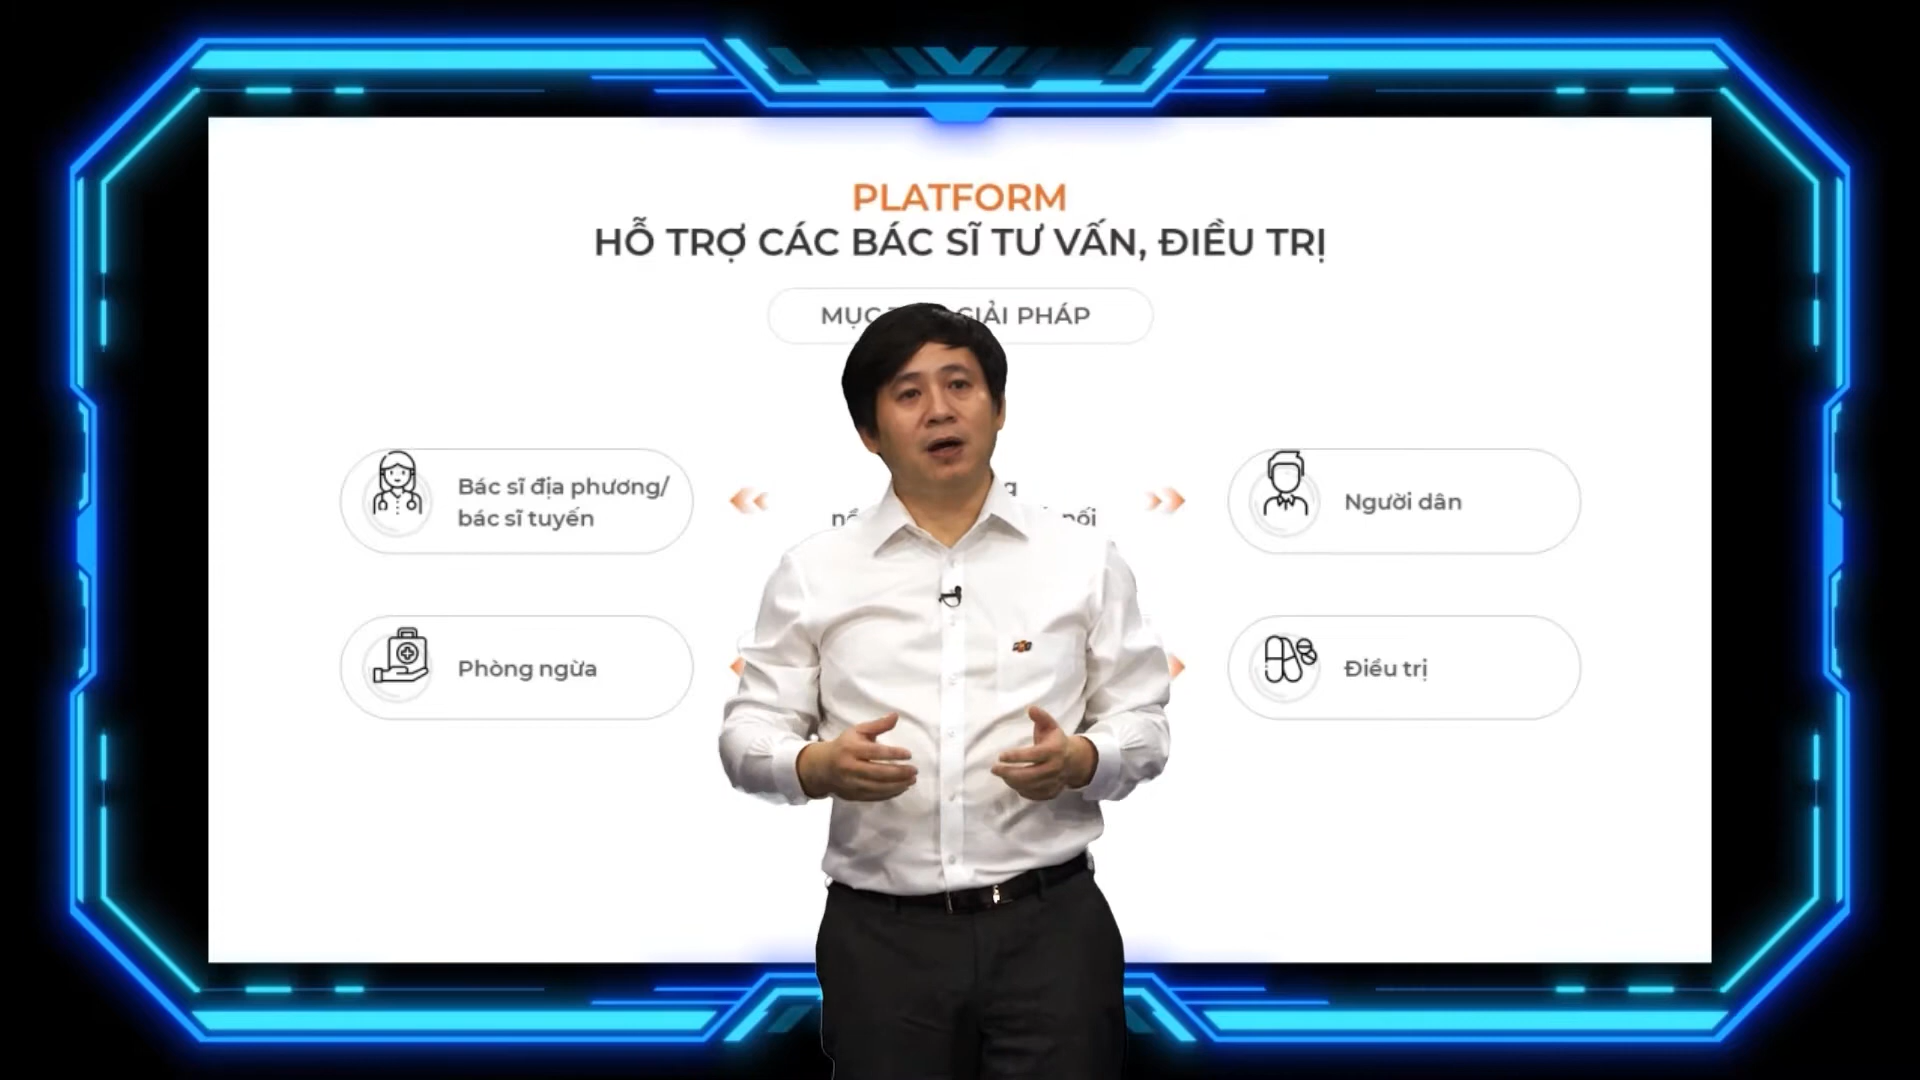 PLATFORM
HỖ TRỢ CÁC BÁC SĨ TƯ VẤN, ĐIỀU TRỊ
GIẢI PHÁP
Bác sĩ địa phương/
bác sĩ tuyến
Người dân
Phòng ngừa
Điều trị